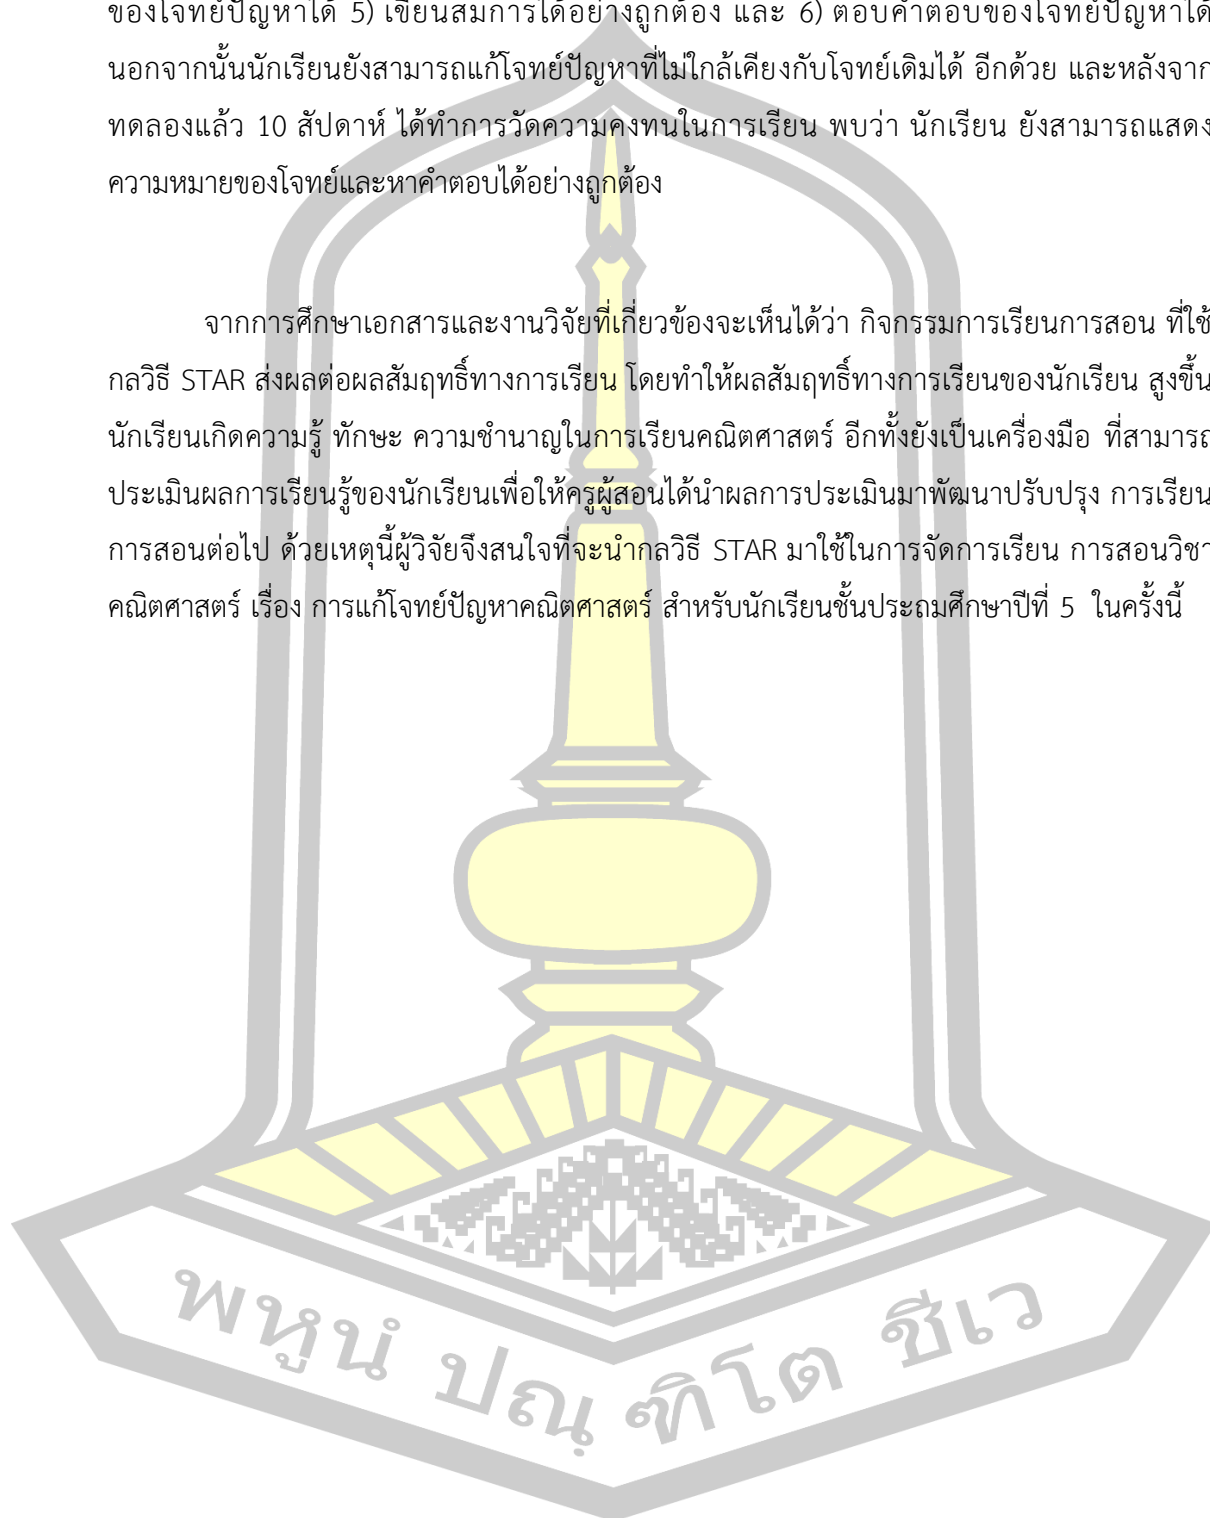 ของโจทย์ปัญหาได้ 5) เขียนสมการได้อย่างถูกต้อง และ 6) ตอบคำตอบของโจทย์ปัญหาได้
นอกจากนั้นนักเรียนยังสามารถแก้โจทย์ปัญหาที่ไม่ใกล้เคียงกับโจทย์เดิมได้ อีกด้วย และหลังจาก
ทดลองแล้ว 10 สัปดาห์ ได้ทำการวัดความคงทนในการเรียน พบว่า นักเรียน ยังสามารถแสดง
ความหมายของโจทย์และหาคำตอบได้อย่างถูกต้อง
จากการศึกษาเอกสารและงานวิจัยที่เกี่ยวข้องจะเห็นได้ว่า กิจกรรมการเรียนการสอน ที่ใช้
กลวิธี STAR ส่งผลต่อผลสัมฤทธิ์ทางการเรียน โดยทำให้ผลสัมฤทธิ์ทางการเรียนของนักเรียน สูงขึ้น
นักเรียนเกิดความรู้ ทักษะ ความชำนาญในการเรียนคณิตศาสตร์ อีกทั้งยังเป็นเครื่องมือ ที่สามารถ
ประเมินผลการเรียนรู้ของนักเรียนเพื่อให้ครูผู้สอนได้นำผลการประเมินมาพัฒนาปรับปรุง การเรียน
การสอนต่อไป ด้วยเหตุนี้ผู้วิจัยจึงสนใจที่จะนำกลวิธี STAR มาใช้ในการจัดการเรียน การสอนวิชา
คณิตศาสตร์ เรื่อง การแก้โจทย์ปัญหาคณิตศาสตร์ สำหรับนักเรียนชั้นประถมศึกษาปีที่ 5 ในครั้งนี้
พหูนํ ปณฺฑิโต ชีเว